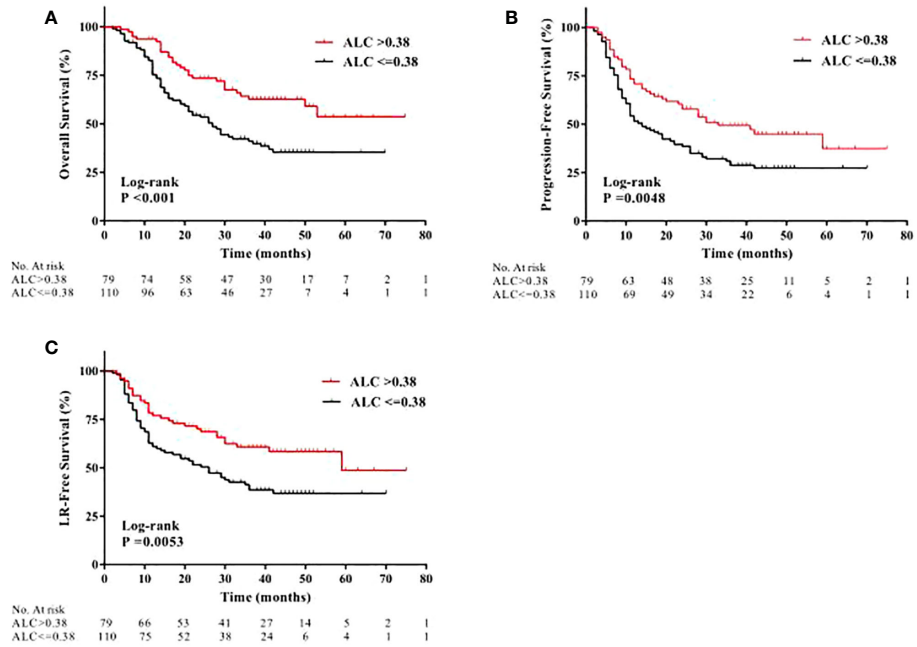 A
100
75
50
25
0
Overall Survival (%)
ALC >0.38
ALC <=0.38
Log-rank
P <0.001
0 10 20 30 40 50 60 70 80
Time (months)
No. At risk
ALC>0.38 79 74 58 47 30 17 7 2 1
ALC<=0.38 110 96 63 46 27 7 4 1 1
B
100
75
50
25
0
Progression-Free Survival (%)
ALC >0.38
ALC <=0.38
Log-rank
P =0.0048
0 10 20 30 40 50 60 70 80
Time (months)
No. At risk
ALC>0.38 79 63 48 38 25 11 5 2 1
ALC<=0.38 110 69 49 34 22 6 4 1 1
C
100
75
50
25
0
LR-Free Survival (%)
ALC >0.38
ALC <=0.38
Log-rank
P =0.0053
0 10 20 30 40 50 60 70 80
Time (months)
No. At risk
ALC>0.38 79 66 53 41 27 14 5 2 1
ALC<=0.38 110 75 52 38 24 6 4 1 1